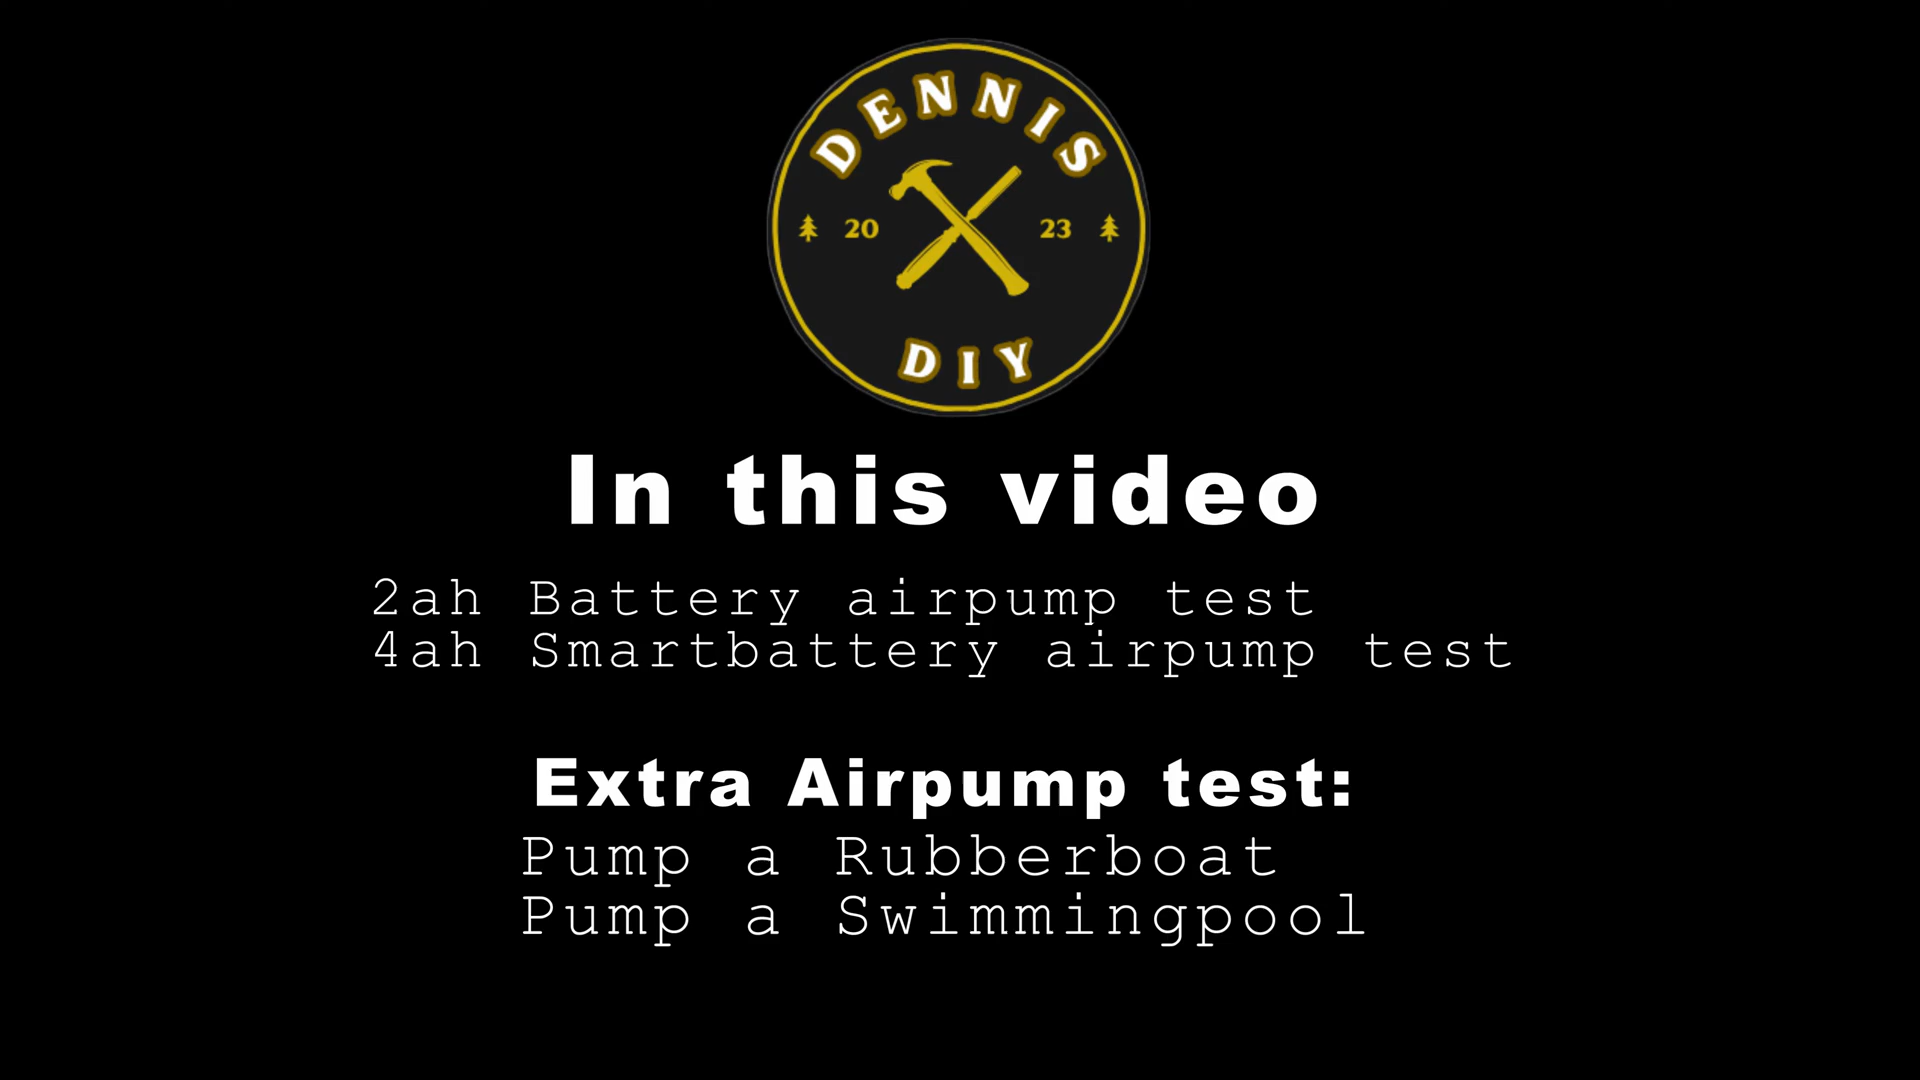 DENNIS
20 23
DIY
In this video
2ah Battery airpump test
4ah Smartbattery airpump test
Extra Airpump test:
Pump a Rubberboat
Pump a Swimmingpool